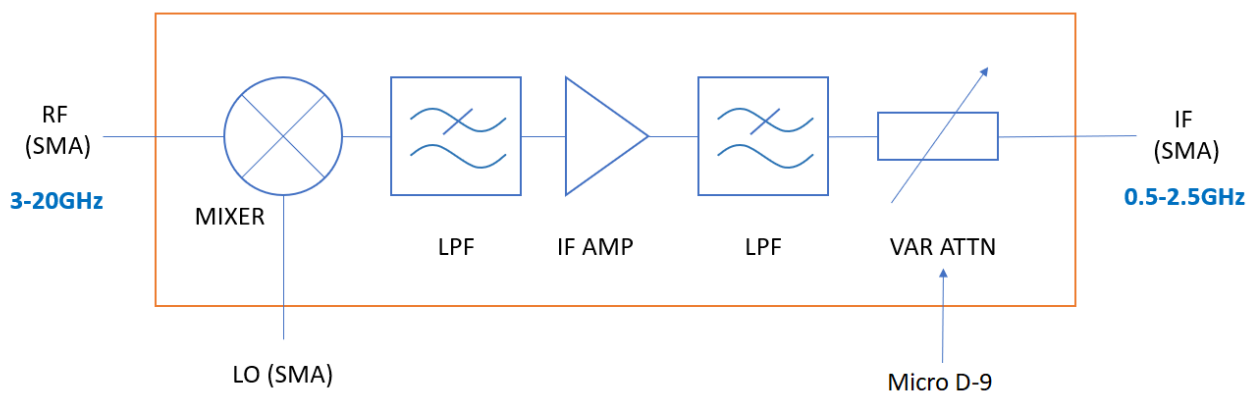 RF
(SMA)
3-20GHz
MIXER
LPF
IF AMP
LPF
VAR ATTN
IF
(SMA)
0.5-2.5GHz
LO (SMA)
Micro D-9